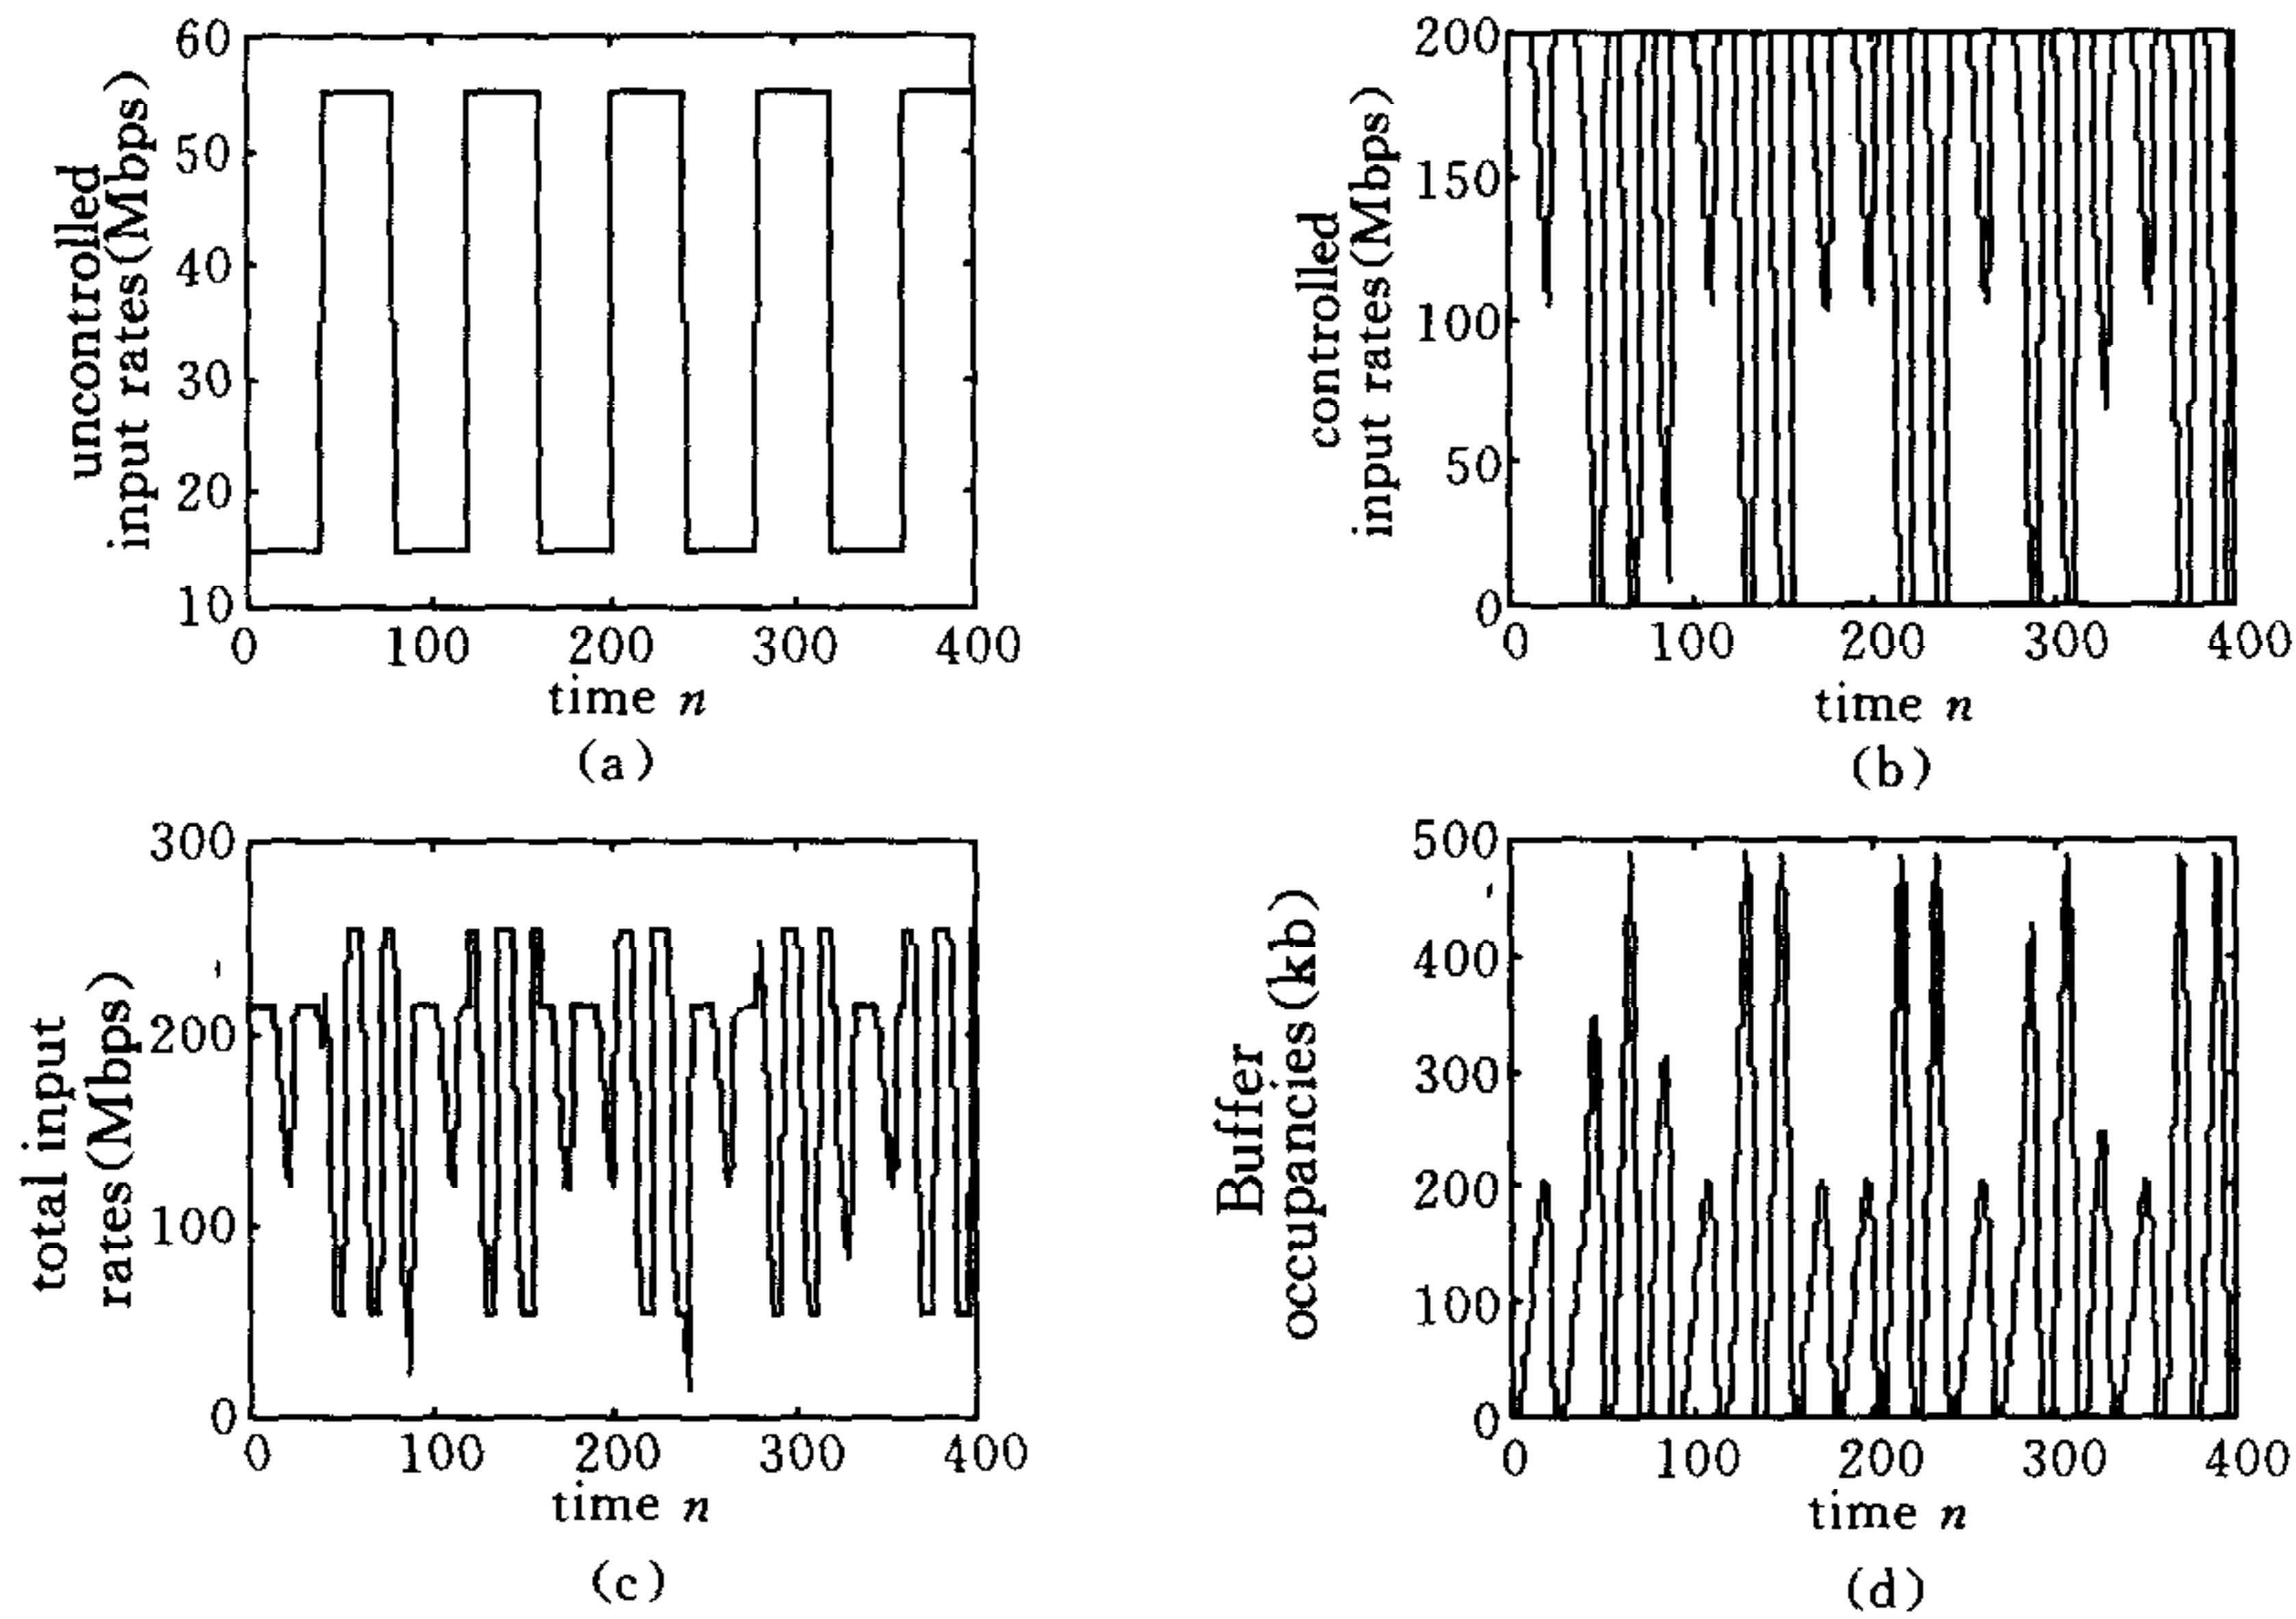 uncontrolled
input rates(Mbps)
60
50
40
30
20
10
0 100 200 300 400
time n
(a)
controlled
input rates(Mbps)
200
150
100
50
0
0 100 200 300 400
time n
(b)
total input
rates(Mbps)
300
200
100
0
0 100 200 300 400
time n
(c)
Buffer
occupancies(kb)
500
400
300
200
100
0
0 100 200 300 400
time n
(d)